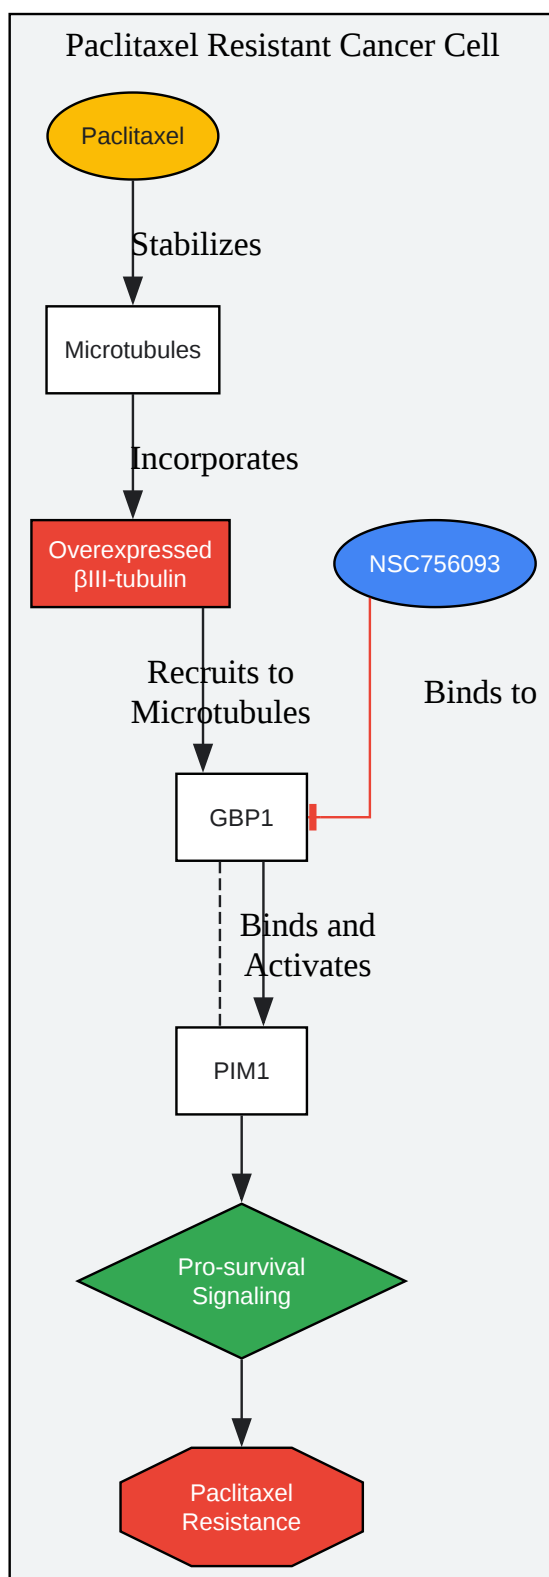 Paclitaxel Resistant Cancer Cell
Paclitaxel
Stabilizes
Microtubules
Incorporates
Overexpressed
βIII-tubulin
NSC756093
Recruits to
Microtubules
Binds to
GBP1
Binds and
Activates
PIM1
Pro-survival
Signaling
Paclitaxel
Resistance